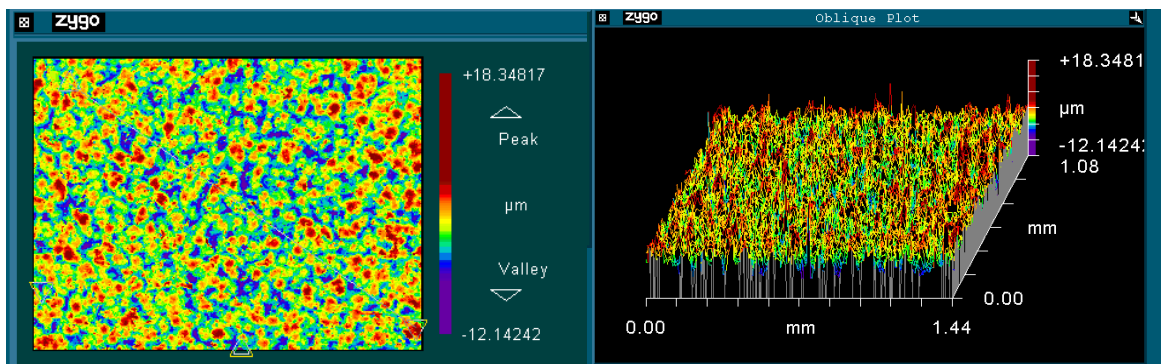 zygo
+18.34817
Peak
µm
Valley
-12.14242
zygo
Oblique Plot
+18.3481
µm
-12.14242
1.08
mm
0.00
0.00
mm
1.44